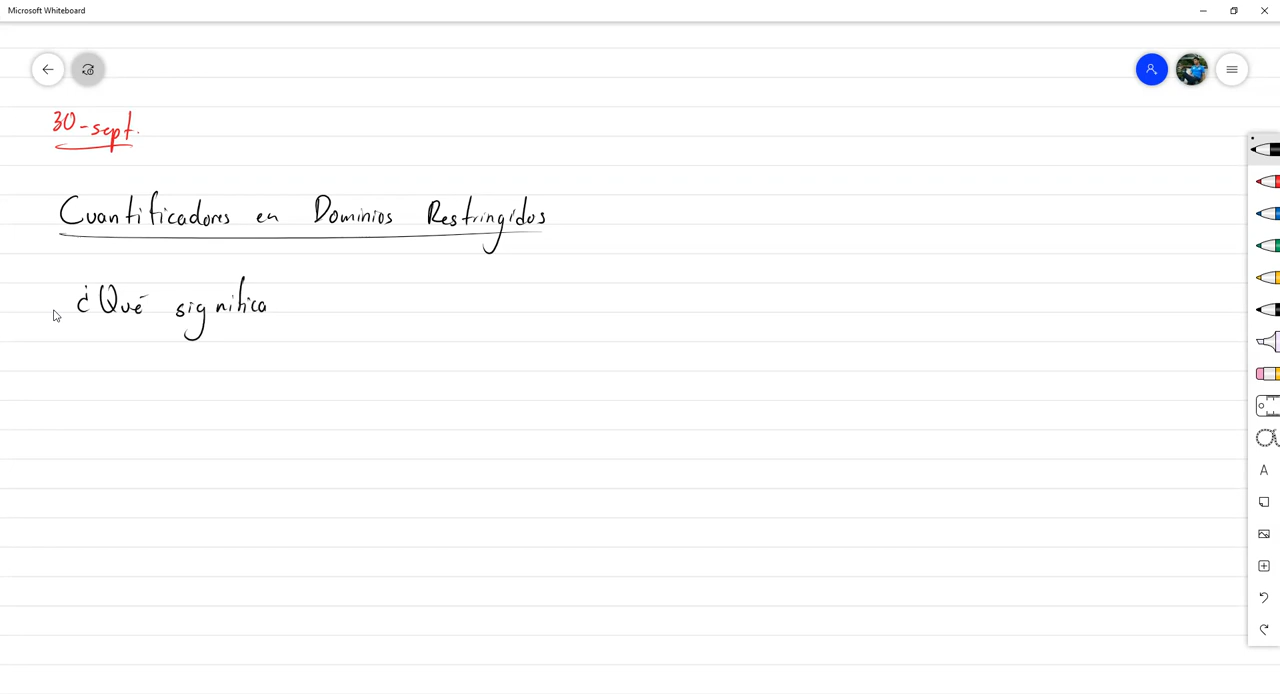 Microsoft Whiteboard
30-sept.
Cuantificadores en Dominios Restringidos
¿Qué significa
A